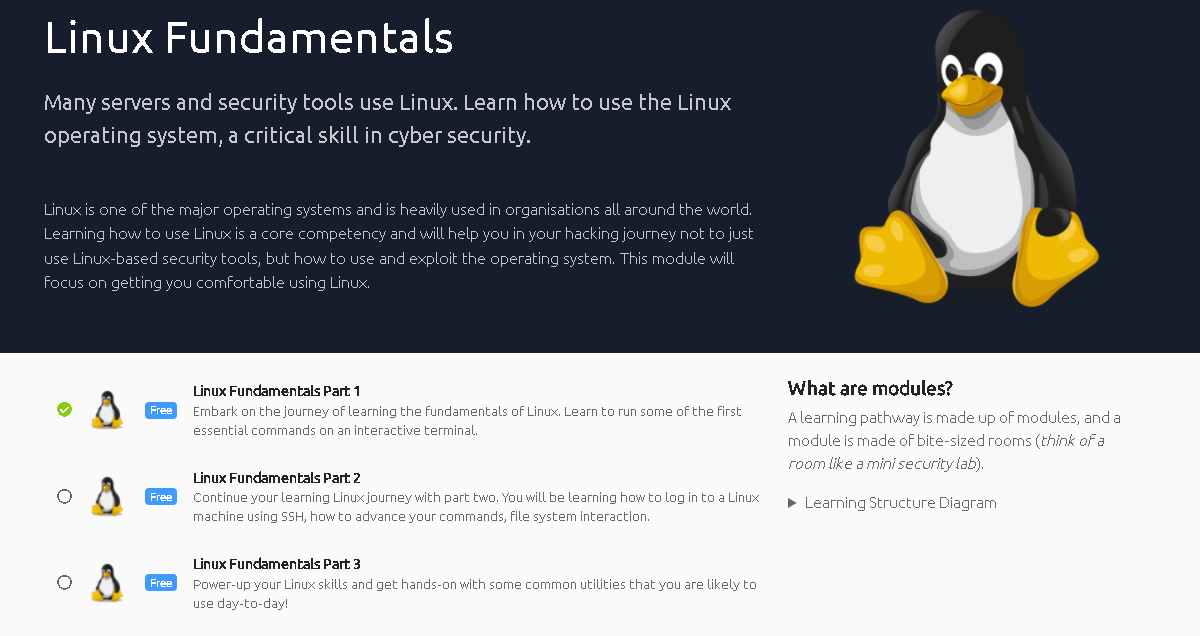 Linux Fundamentals
Many servers and security tools use Linux. Learn how to use the Linux
operating system, a critical skill in cyber security.
Linux is one of the major operating systems and is heavily used in organisations all around the world.
Learning how to use Linux is a core competency and will help you in your hacking journey not to just
use Linux-based security tools, but how to use and exploit the operating system. This module will
focus on getting you comfortable using Linux.
Linux Fundamentals Part 1
Free
Embark on the journey of learning the fundamentals of Linux. Learn to run some of the first
essential commands on an interactive terminal.
Linux Fundamentals Part 2
Free
Continue your learning Linux journey with part two. You will be learning how to log in to a Linux
machine using SSH, how to advance your commands, file system interaction.
Linux Fundamentals Part 3
Free
Power-up your Linux skills and get hands-on with some common utilities that you are likely to
use day-to-day!
What are modules?
A learning pathway is made up of modules, and a
module is made of bite-sized rooms (think of a
room like a mini security lab).
Learning Structure Diagram